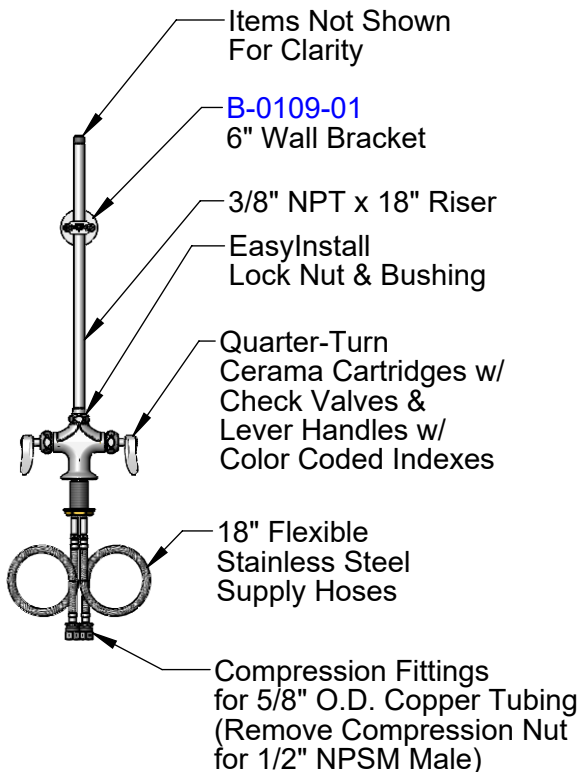 Items Not Shown
For Clarity
B-0109-01
6" Wall Bracket
3/8" NPT x 18" Riser
EasyInstall
Lock Nut & Bushing
Quarter-Turn
Cerama Cartridges w/
Check Valves &
Lever Handles w/
Color Coded Indexes
18" Flexible
Stainless Steel
Supply Hoses
Compression Fittings
for 5/8" O.D. Copper Tubing
(Remove Compression Nut
for 1/2" NPSM Male)